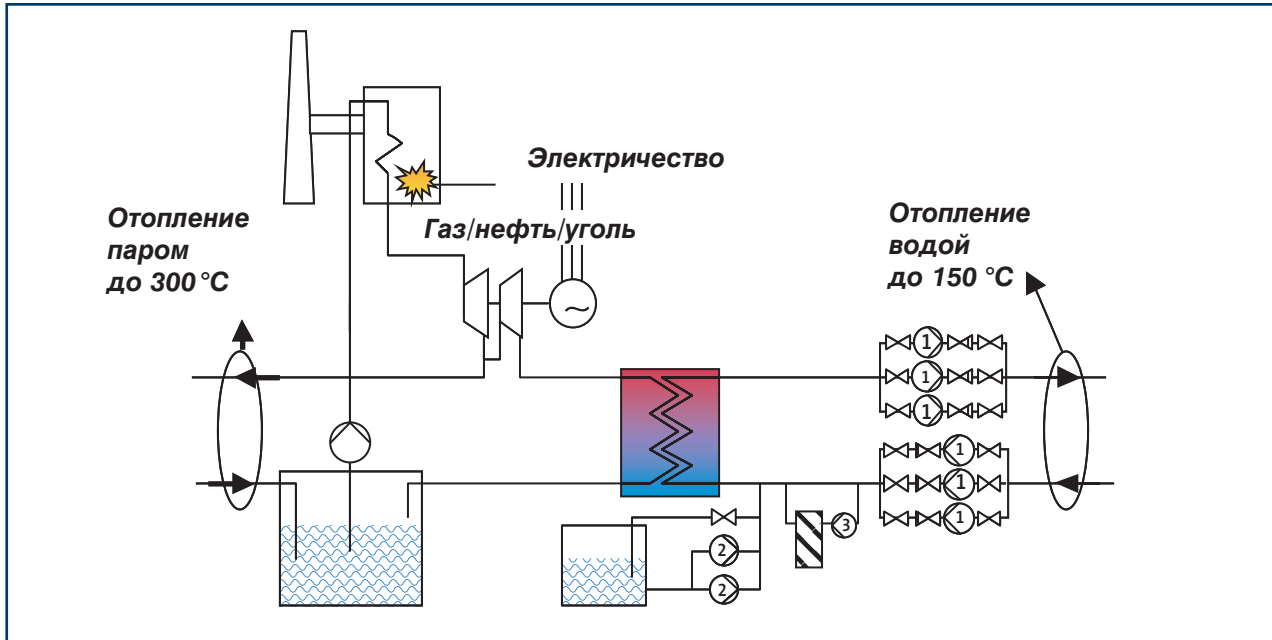 Электричество
Газ/нефть/уголь
Отопление
паром
до 300 °C
Отопление
водой
до 150 °C
~
1
1
1
1
1
1
2
2
3